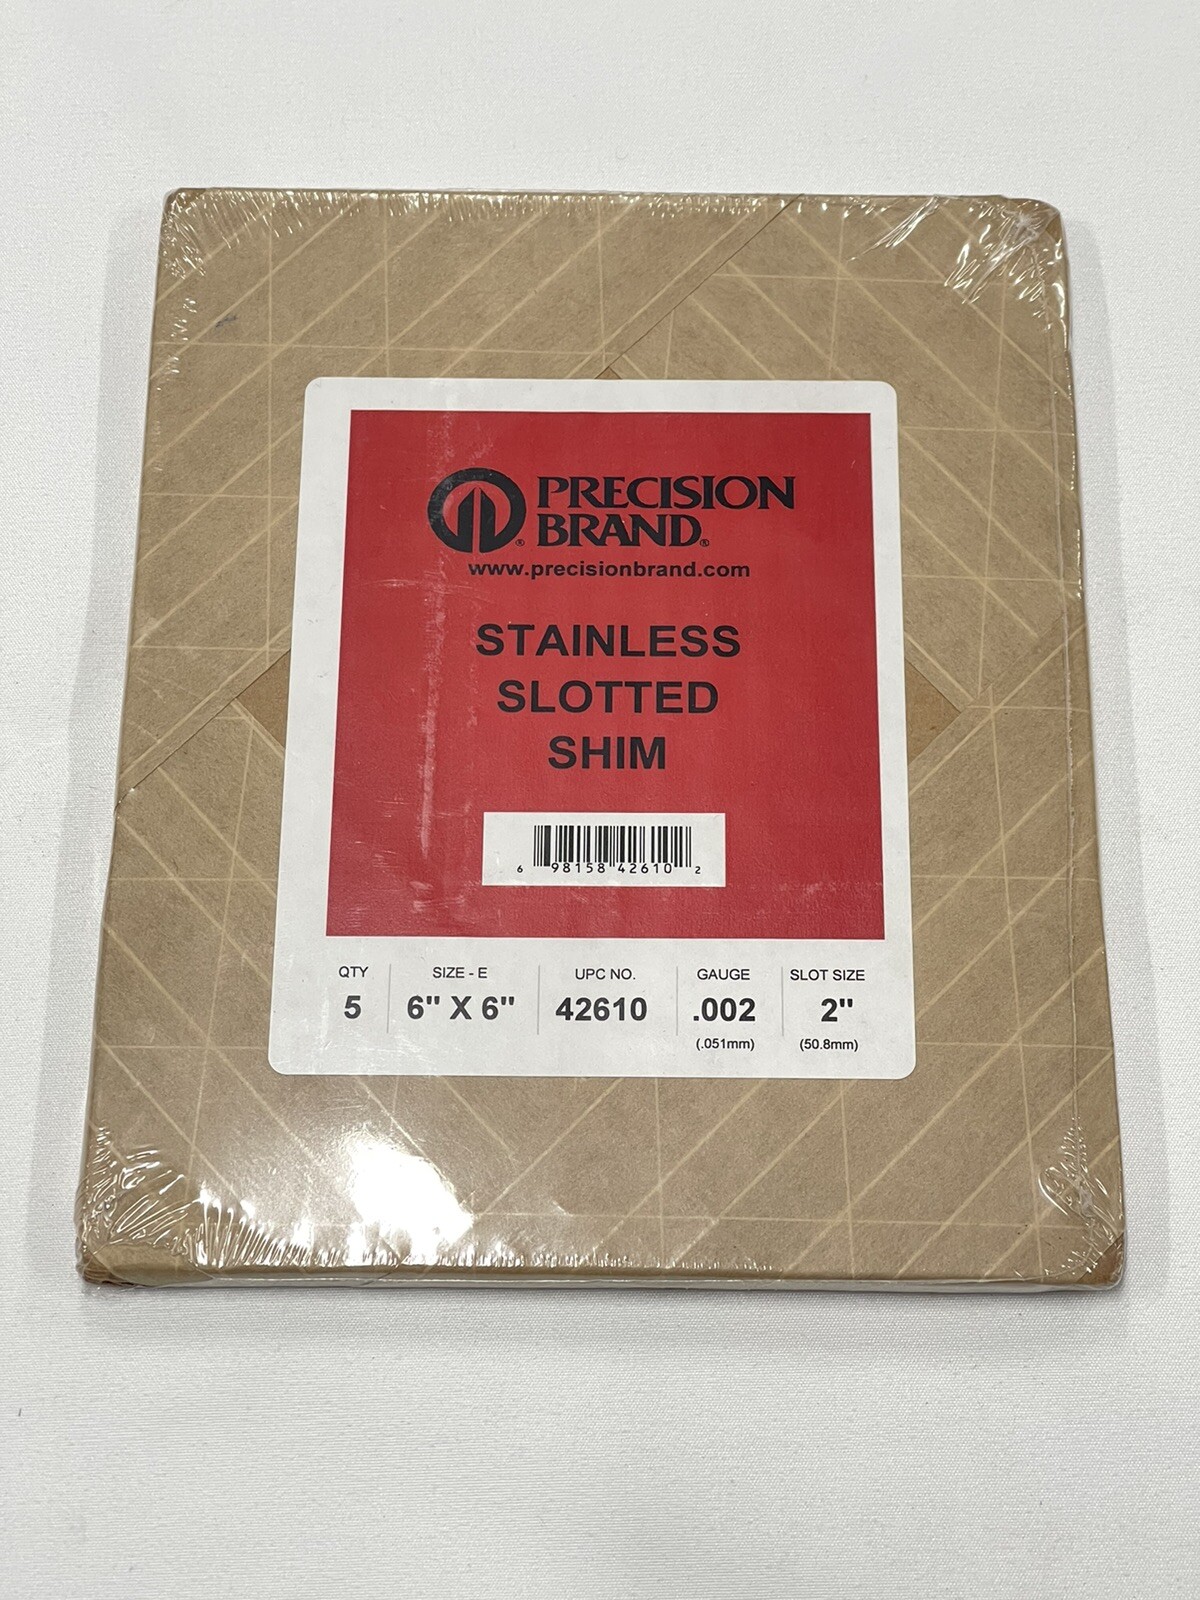 PRECISION
BRAND®
®
www.precisionbrand.com
STAINLESS
SLOTTED
SHIM
6 98158 42610 2
QTY SIZE - E UPC NO. GAUGE SLOT SIZE
5 6" X 6" 42610 .002 2"
(.051mm) (50.8mm)